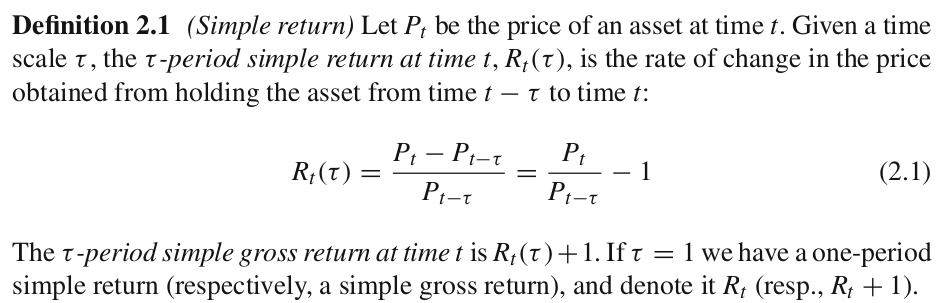 Definition 2.1 (Simple return) Let P_t be the price of an asset at time t. Given a time
scale τ, the τ-period simple return at time t, R_t(τ), is the rate of change in the price
obtained from holding the asset from time t − τ to time t:
R_t(τ) = \frac{P_t − P_{t−τ}}{P_{t−τ}} = \frac{P_t}{P_{t−τ}} − 1 (2.1)
The τ-period simple gross return at time t is R_t(τ)+1. If τ = 1 we have a one-period
simple return (respectively, a simple gross return), and denote it R_t (resp., R_t + 1).